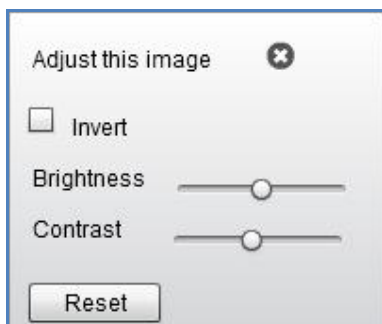 Adjust this image
Invert
Brightness
Contrast
Reset